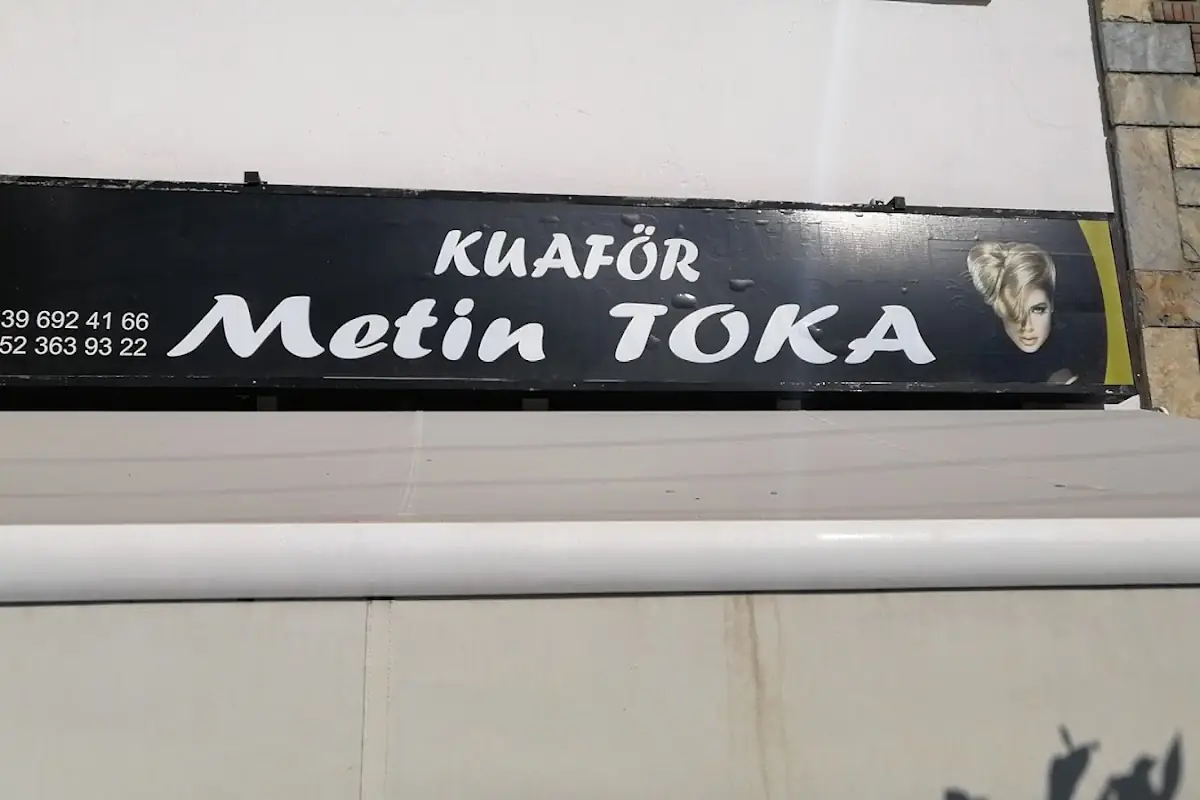 KUAFÖR
Metin TOKA
39 692 41 66
52 363 93 22